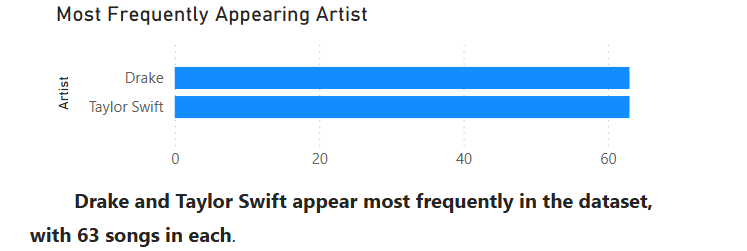 Most Frequently Appearing Artist
Artist
Drake
Taylor Swift
0 20 40 60
Drake and Taylor Swift appear most frequently in the dataset,
with 63 songs in each.